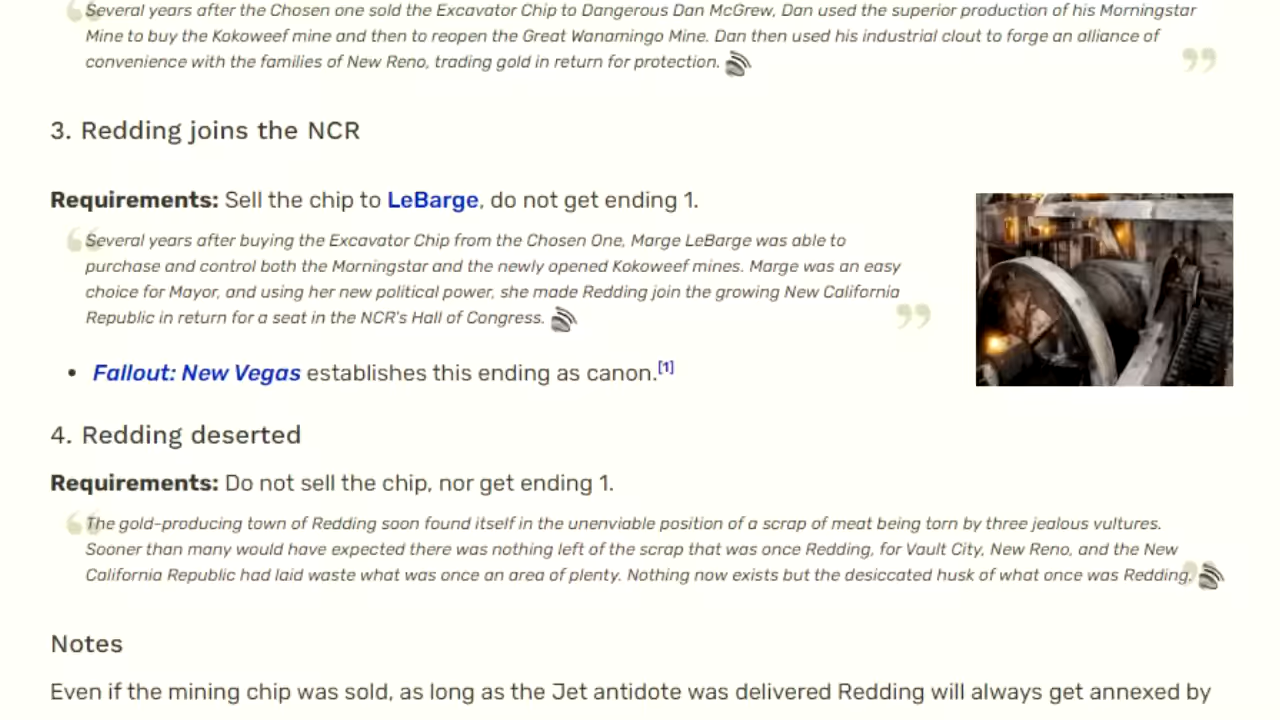 Several years after the Chosen one sold the Excavator Chip to Dangerous Dan McGrew, Dan used the superior production of his Morningstar
Mine to buy the Kokoweef mine and then to reopen the Great Wanamingo Mine. Dan then used his industrial clout to forge an alliance of
convenience with the families of New Reno, trading gold in return for protection.
3. Redding joins the NCR
Requirements: Sell the chip to LeBarge, do not get ending 1.
Several years after buying the Excavator Chip from the Chosen One, Marge LeBarge was able to
purchase and control both the Morningstar and the newly opened Kokoweef mines. Marge was an easy
choice for Mayor, and using her new political power, she made Redding join the growing New California
Republic in return for a seat in the NCR's Hall of Congress.
• Fallout: New Vegas establishes this ending as canon.[1]
4. Redding deserted
Requirements: Do not sell the chip, nor get ending 1.
The gold-producing town of Redding soon found itself in the unenviable position of a scrap of meat being torn by three jealous vultures.
Sooner than many would have expected there was nothing left of the scrap that was once Redding, for Vault City, New Reno, and the New
California Republic had laid waste what was once an area of plenty. Nothing now exists but the desiccated husk of what once was Redding.
Notes
Even if the mining chip was sold, as long as the Jet antidote was delivered Redding will always get annexed by